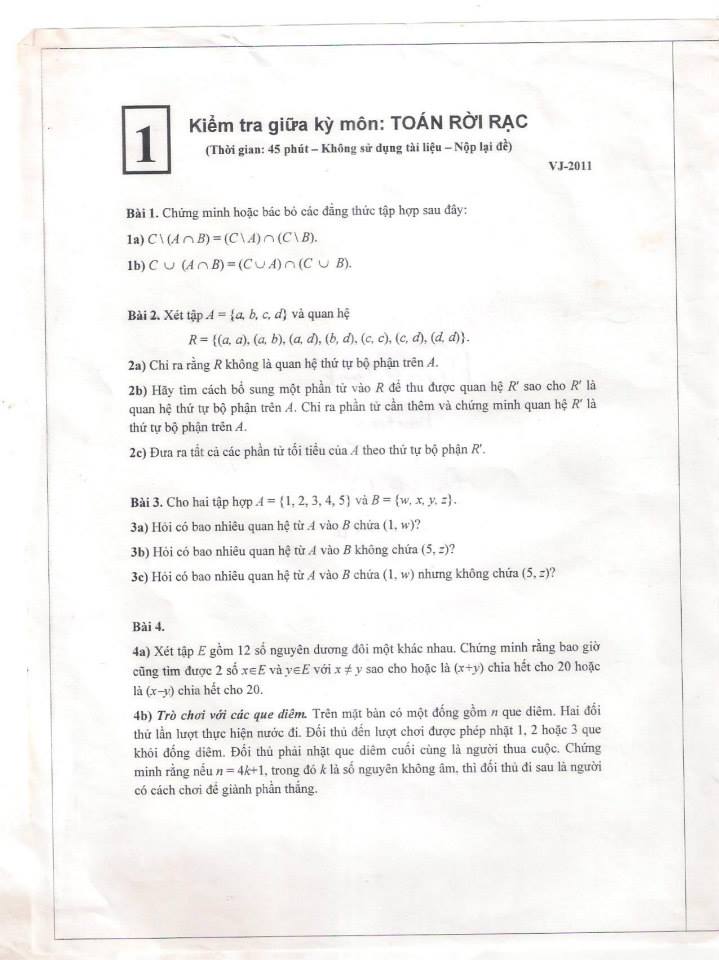 1
Kiểm tra giữa kỳ môn: TOÁN RỜI RẠC
(Thời gian: 45 phút – Không sử dụng tài liệu – Nộp lại đề)
VJ-2011
Bài 1. Chứng minh hoặc bác bỏ các đẳng thức tập hợp sau đây:
1a) C \ (A ∩ B) = (C \ A) ∩ (C \ B).
1b) C ∪ (A ∩ B) = (C ∪ A) ∩ (C ∪ B).
Bài 2. Xét tập A = {a, b, c, d} và quan hệ
R = {(a, a), (a, b), (a, d), (b, d), (c, c), (c, d), (d, d)}.
2a) Chỉ ra rằng R không là quan hệ thứ tự bộ phận trên A.
2b) Hãy tìm cách bổ sung một phần tử vào R để thu được quan hệ R' sao cho R' là
quan hệ thứ tự bộ phận trên A. Chỉ ra phần tử cần thêm và chứng minh quan hệ R' là
thứ tự bộ phận trên A.
2c) Đưa ra tất cả các phần tử tối tiểu của A theo thứ tự bộ phận R'.
Bài 3. Cho hai tập hợp A = {1, 2, 3, 4, 5} và B = {w, x, y, z}.
3a) Hỏi có bao nhiêu quan hệ từ A vào B chứa (1, w)?
3b) Hỏi có bao nhiêu quan hệ từ A vào B không chứa (5, z)?
3c) Hỏi có bao nhiêu quan hệ từ A vào B chứa (1, w) nhưng không chứa (5, z)?
Bài 4.
4a) Xét tập E gồm 12 số nguyên dương đôi một khác nhau. Chứng minh rằng bao giờ
cũng tìm được 2 số x∈E và y∈E với x ≠ y sao cho hoặc là (x+y) chia hết cho 20 hoặc
là (x–y) chia hết cho 20.
4b) Trò chơi với các que diêm. Trên mặt bàn có một đống gồm n que diêm. Hai đối
thủ lần lượt thực hiện nước đi. Đối thủ đến lượt chơi được phép nhặt 1, 2 hoặc 3 que
khỏi đống diêm. Đối thủ phải nhặt que diêm cuối cùng là người thua cuộc. Chứng
minh rằng nếu n = 4k+1, trong đó k là số nguyên không âm, thì đối thủ đi sau là người
có cách chơi để giành phần thắng.